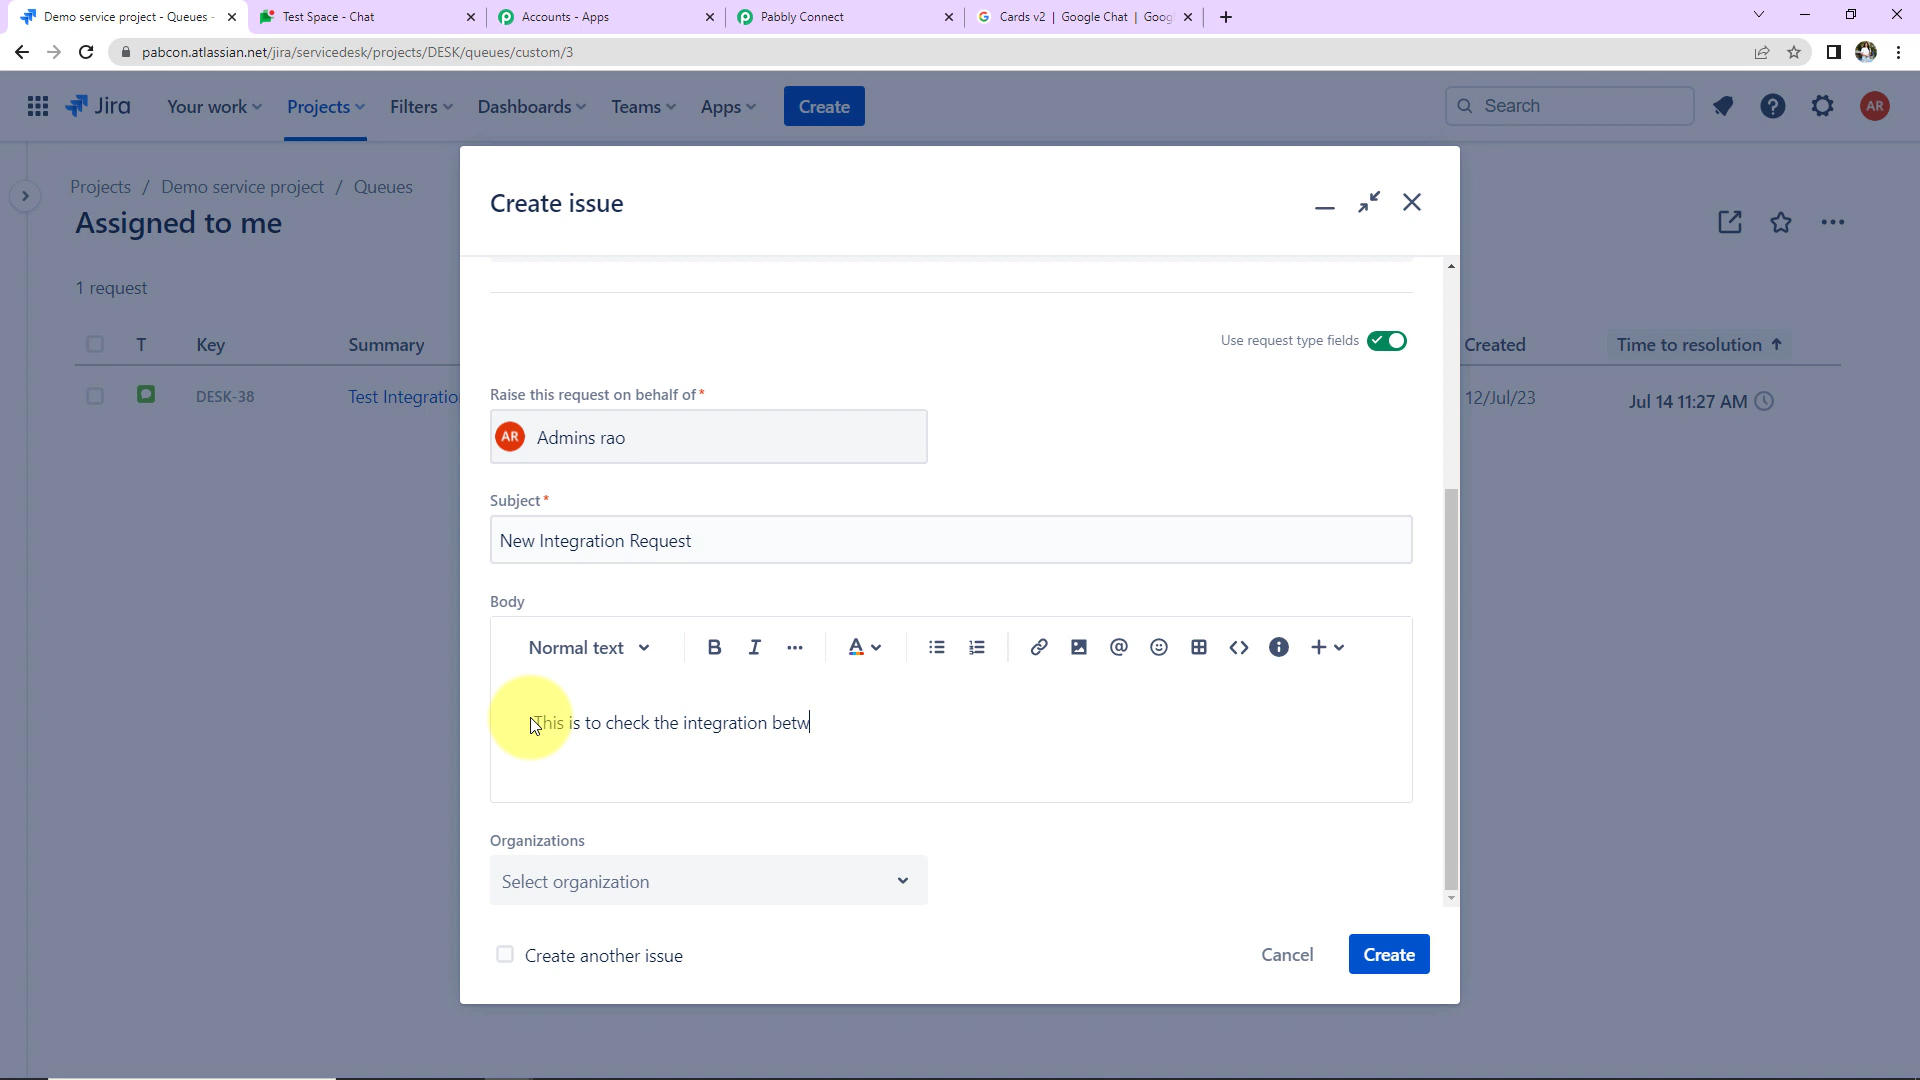 Demo service project - Queues -
Test Space - Chat
Accounts - Apps
Pabbly Connect
Cards v2 | Google Chat | Goog
pabcon.atlassian.net/jira/servicedesk/projects/DESK/queues/custom/3
Jira
Your work
Projects
Filters
Dashboards
Teams
Apps
Create
Search
AR
Projects / Demo service project / Queues
Assigned to me
1 request
T
Key
Summary
Created
Time to resolution
DESK-38
Test Integratio
12/Jul/23
Jul 14 11:27 AM
Create issue
Use request type fields
Raise this request on behalf of*
AR Admins rao
Subject*
New Integration Request
Body
Normal text
B I A
This is to check the integration betw
Organizations
Select organization
Create another issue
Cancel
Create